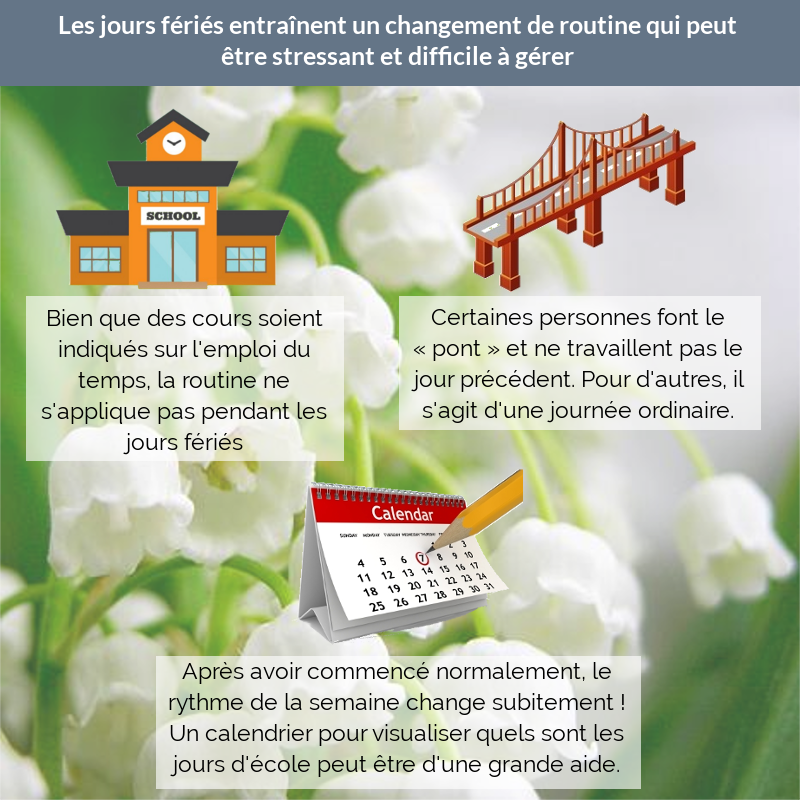 Les jours fériés entraînent un changement de routine qui peut
être stressant et difficile à gérer
SCHOOL
Bien que des cours soient
indiqués sur l'emploi du
temps, la routine ne
s'applique pas pendant les
jours fériés
Certaines personnes font le
« pont » et ne travaillent pas le
jour précédent. Pour d'autres, il
s'agit d'une journée ordinaire.
Calendar
SUNDAY MONDAY TUESDAY WEDNESDAY THURSDAY
1 2 3
4 5 6 7 8 9 10
11 12 13 14 15 16 17
18 19 20 21 22 23 24
25 26 27 28 29 30 31
Après avoir commencé normalement, le
rythme de la semaine change subitement !
Un calendrier pour visualiser quels sont les
jours d'école peut être d'une grande aide.